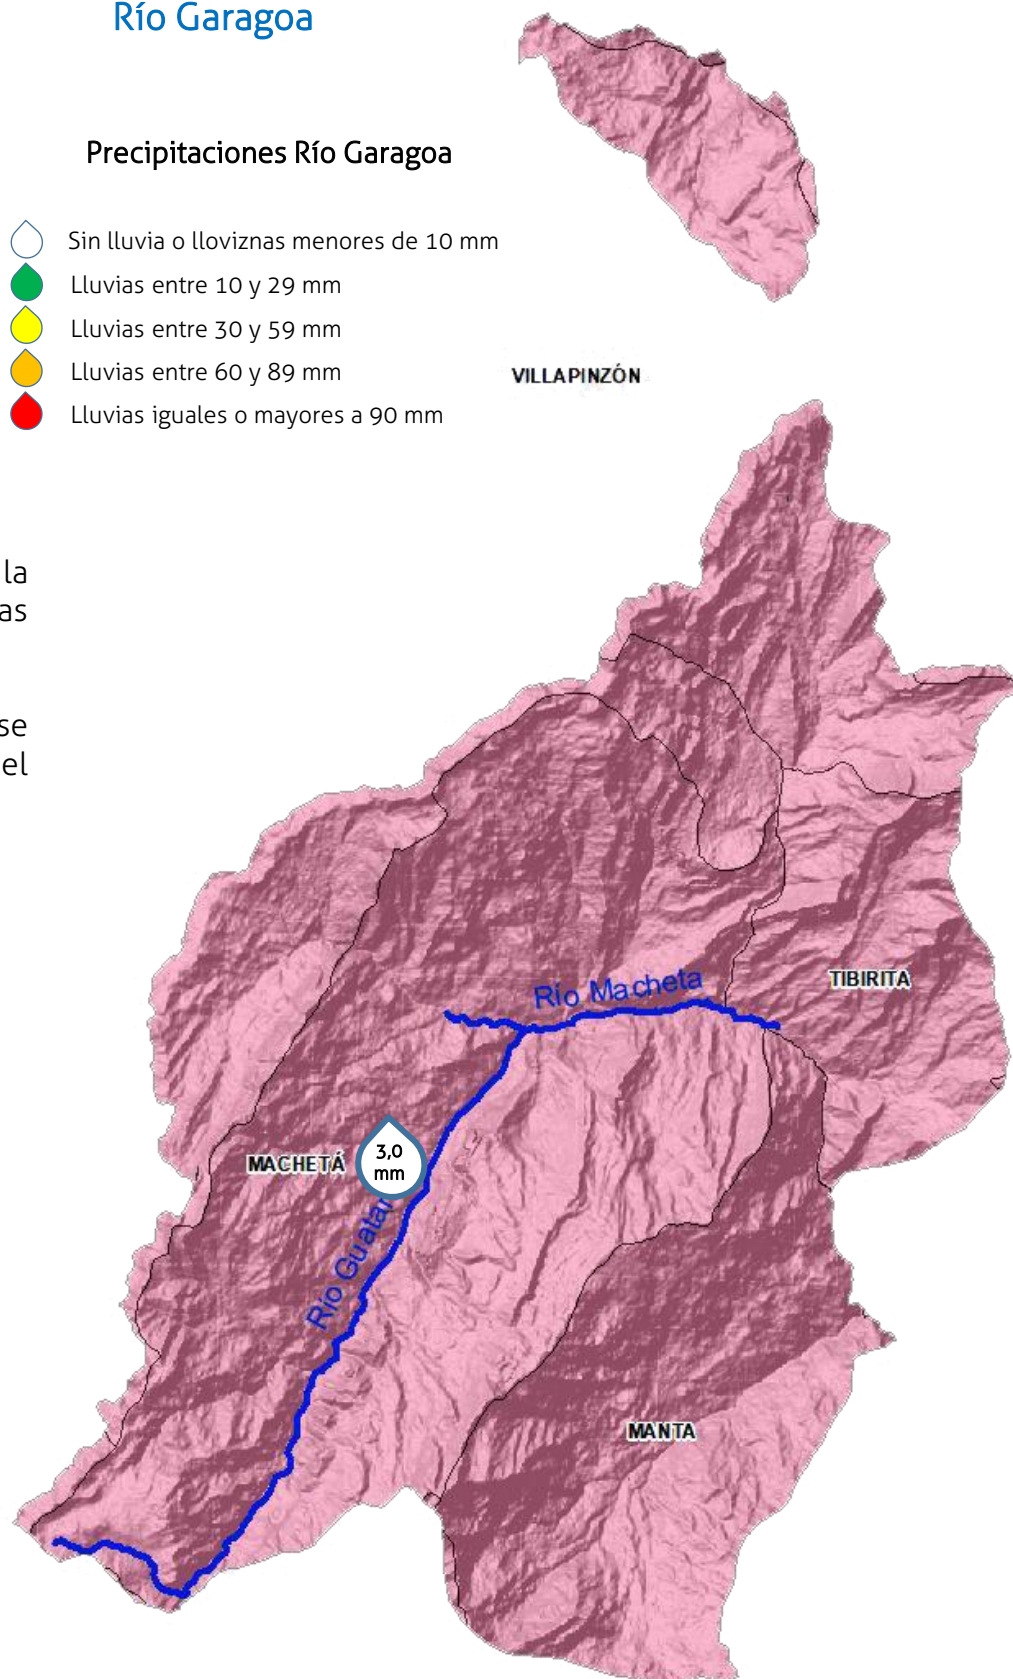 Río Garagoa
Precipitaciones Río Garagoa
Sin lluvia o lloviznas menores de 10 mm
Lluvias entre 10 y 29 mm
Lluvias entre 30 y 59 mm
Lluvias entre 60 y 89 mm
Lluvias iguales o mayores a 90 mm
VILLAPINZÓN
la
as
se
el
Río Macheta
TIBIRITA
MACHETÁ
3,0
mm
Río Guatan
MANTA